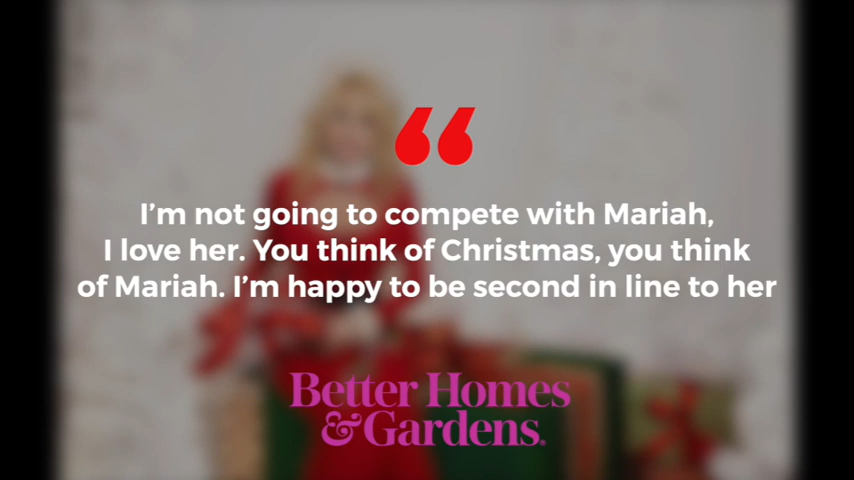 “
I’m not going to compete with Mariah,
I love her. You think of Christmas, you think
of Mariah. I’m happy to be second in line to her
Better Homes
& Gardens.